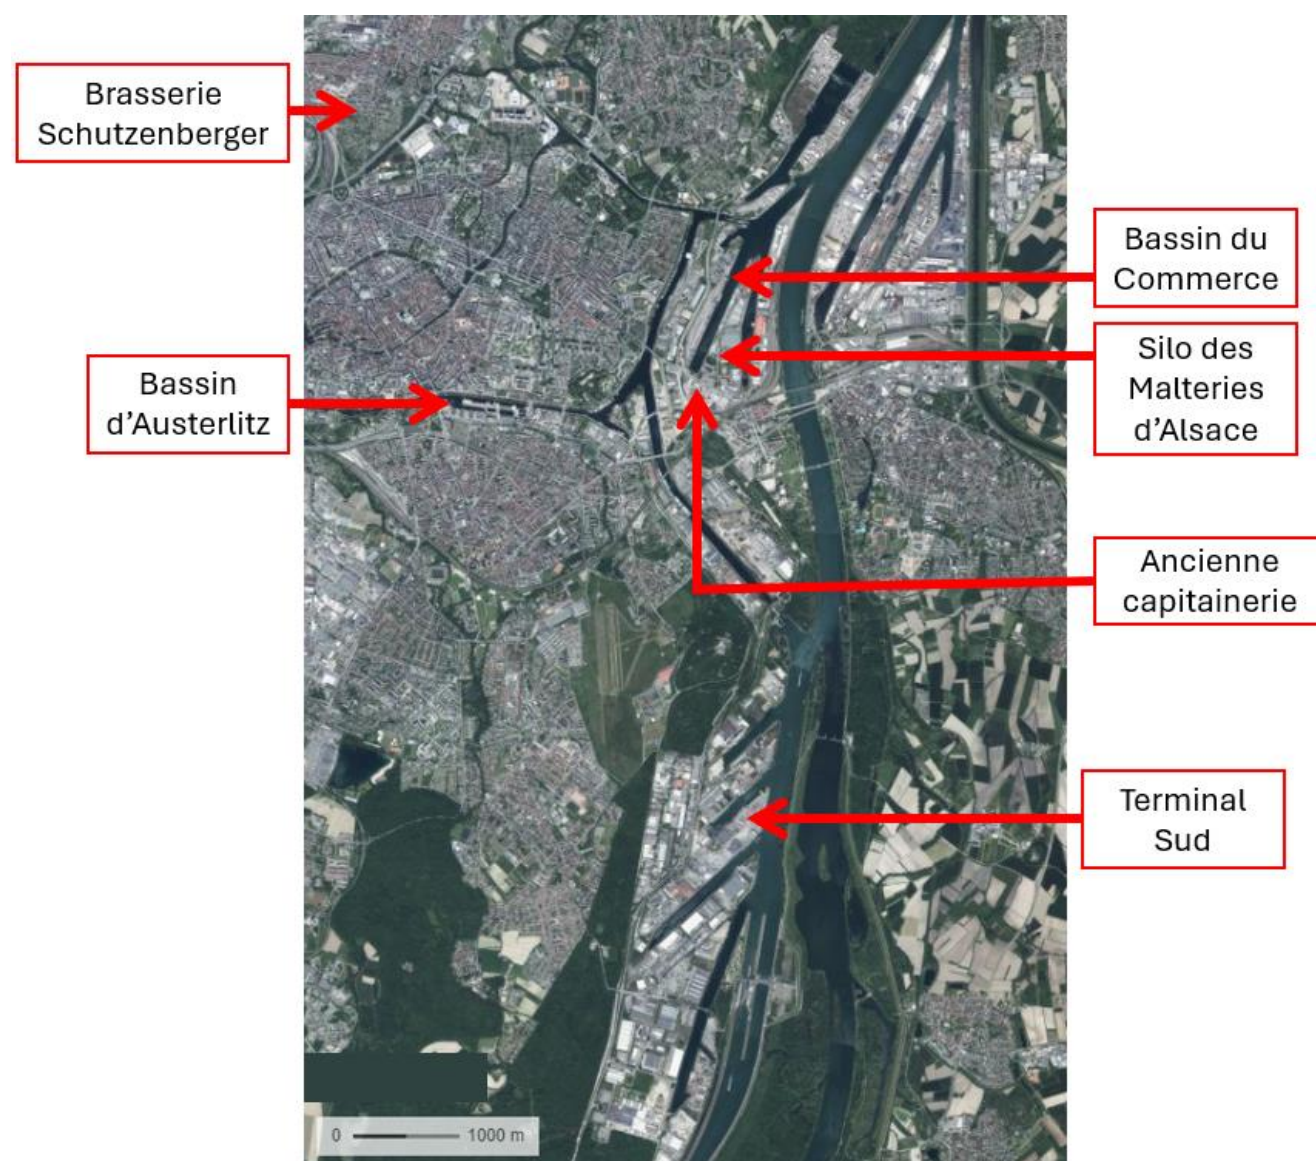 Brasserie
Schutzenberger
Bassin du
Commerce
Silo des
Malteries
d’Alsace
Bassin
d’Austerlitz
Ancienne
capitainerie
Terminal
Sud
0 1000 m